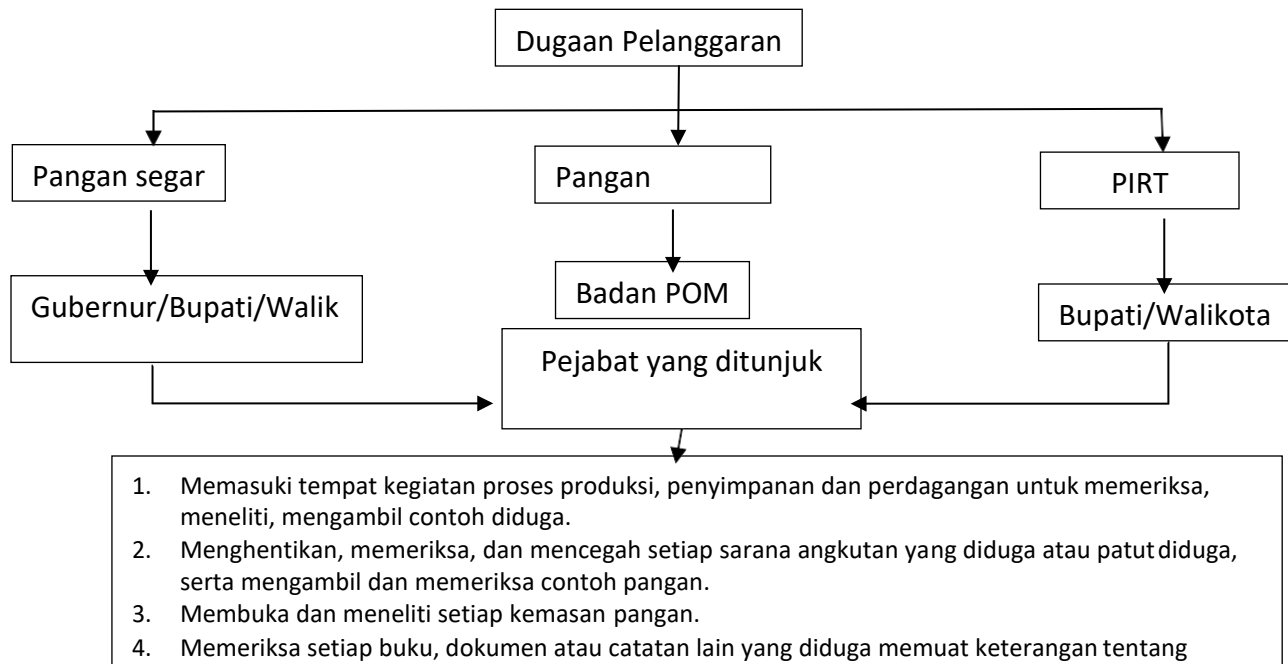 Dugaan Pelanggaran
Pangan segar
Pangan
PIRT
Gubernur/Bupati/Walik
Badan POM
Bupati/Walikota
Pejabat yang ditunjuk
1. Memasuki tempat kegiatan proses produksi, penyimpanan dan perdagangan untuk memeriksa,
meneliti, mengambil contoh diduga.
2. Menghentikan, memeriksa, dan mencegah setiap sarana angkutan yang diduga atau patut diduga,
serta mengambil dan memeriksa contoh pangan.
3. Membuka dan meneliti setiap kemasan pangan.
4. Memeriksa setiap buku, dokumen atau catatan lain yang diduga memuat keterangan tentang